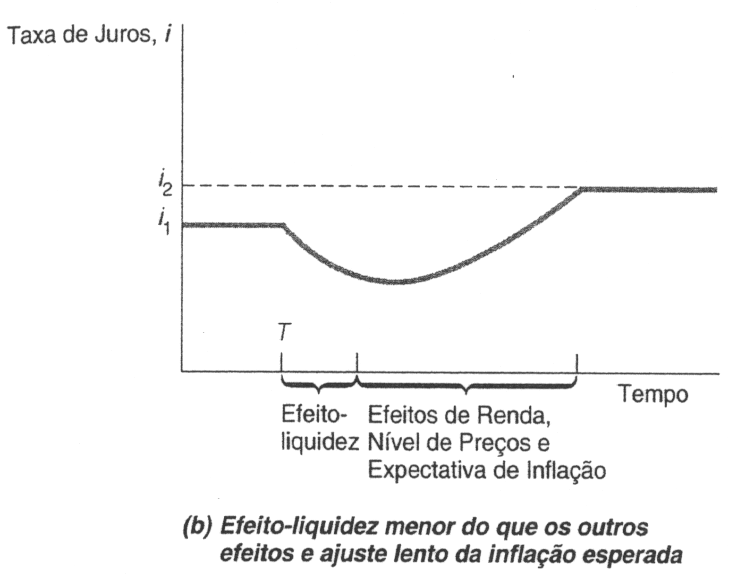 Taxa de Juros, i
i2
i1
T
Tempo
Efeito-
liquidez
Efeitos de Renda,
Nível de Preços e
Expectativa de Inflação
(b) Efeito-liquidez menor do que os outros
efeitos e ajuste lento da inflação esperada